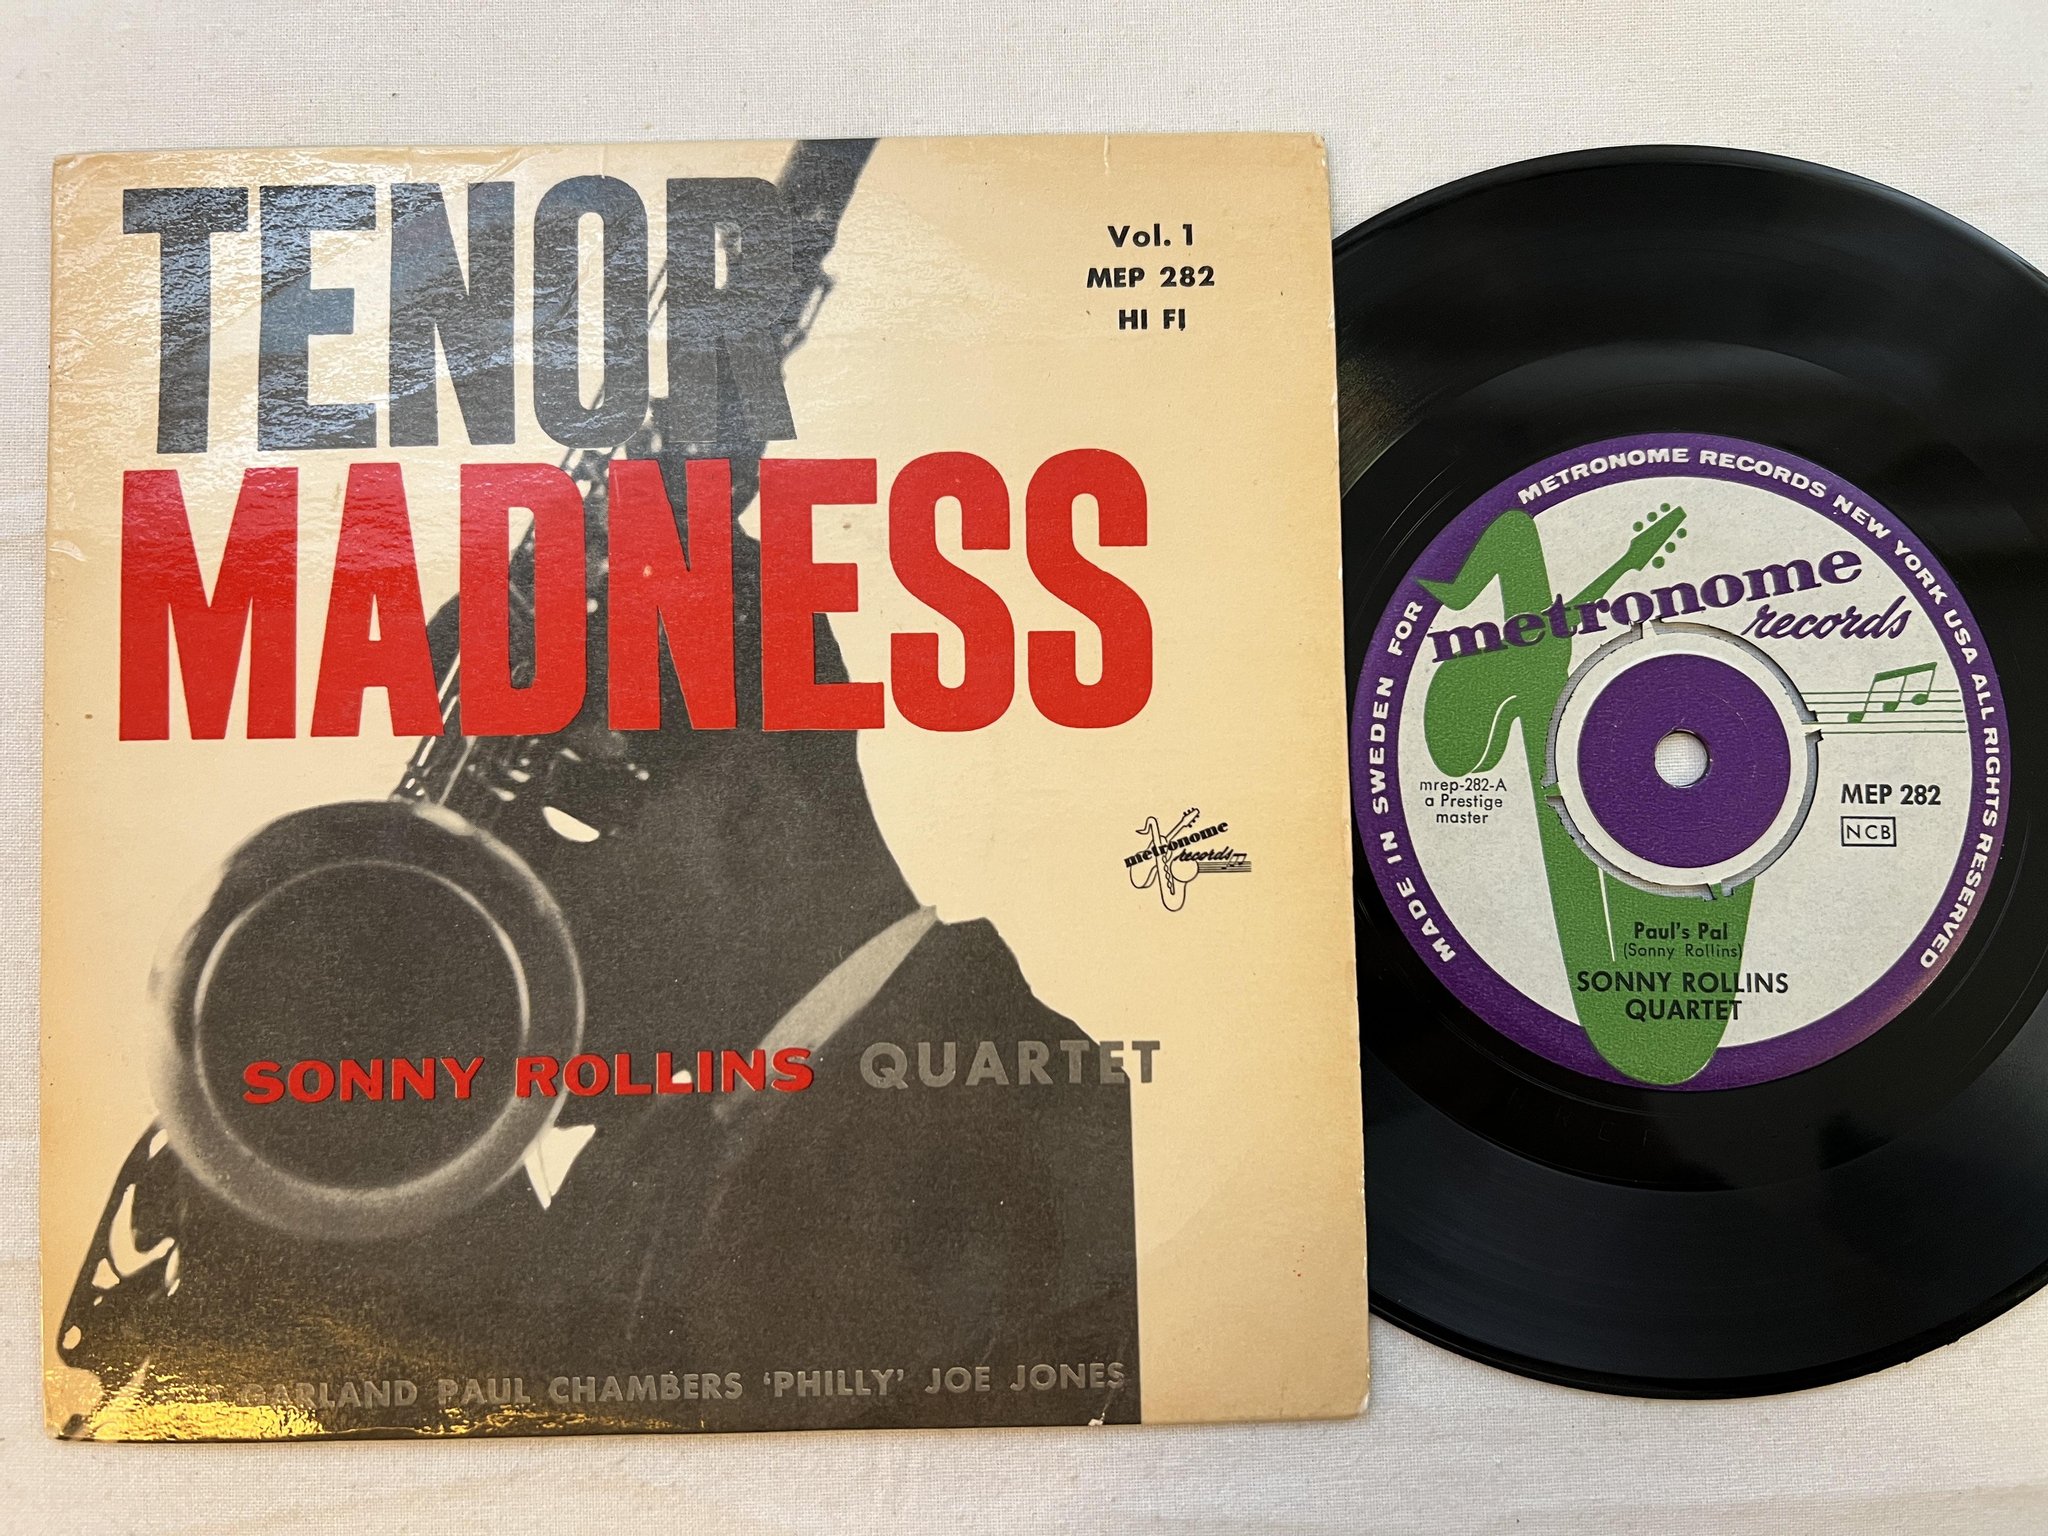 TENOR
MADNESS
Vol. 1
MEP 282
HI FI
metronome
records
SONNY ROLLINS QUARTET
GARLAND PAUL CHAMBERS 'PHILLY' JOE JONES
MADE IN SWEDEN FOR METRONOME RECORDS NEW YORK USA ALL RIGHTS RESERVED
metronome
records
mrep-282-A
a Prestige
master
MEP 282
NCB
Paul's Pal
(Sonny Rollins)
SONNY ROLLINS
QUARTET